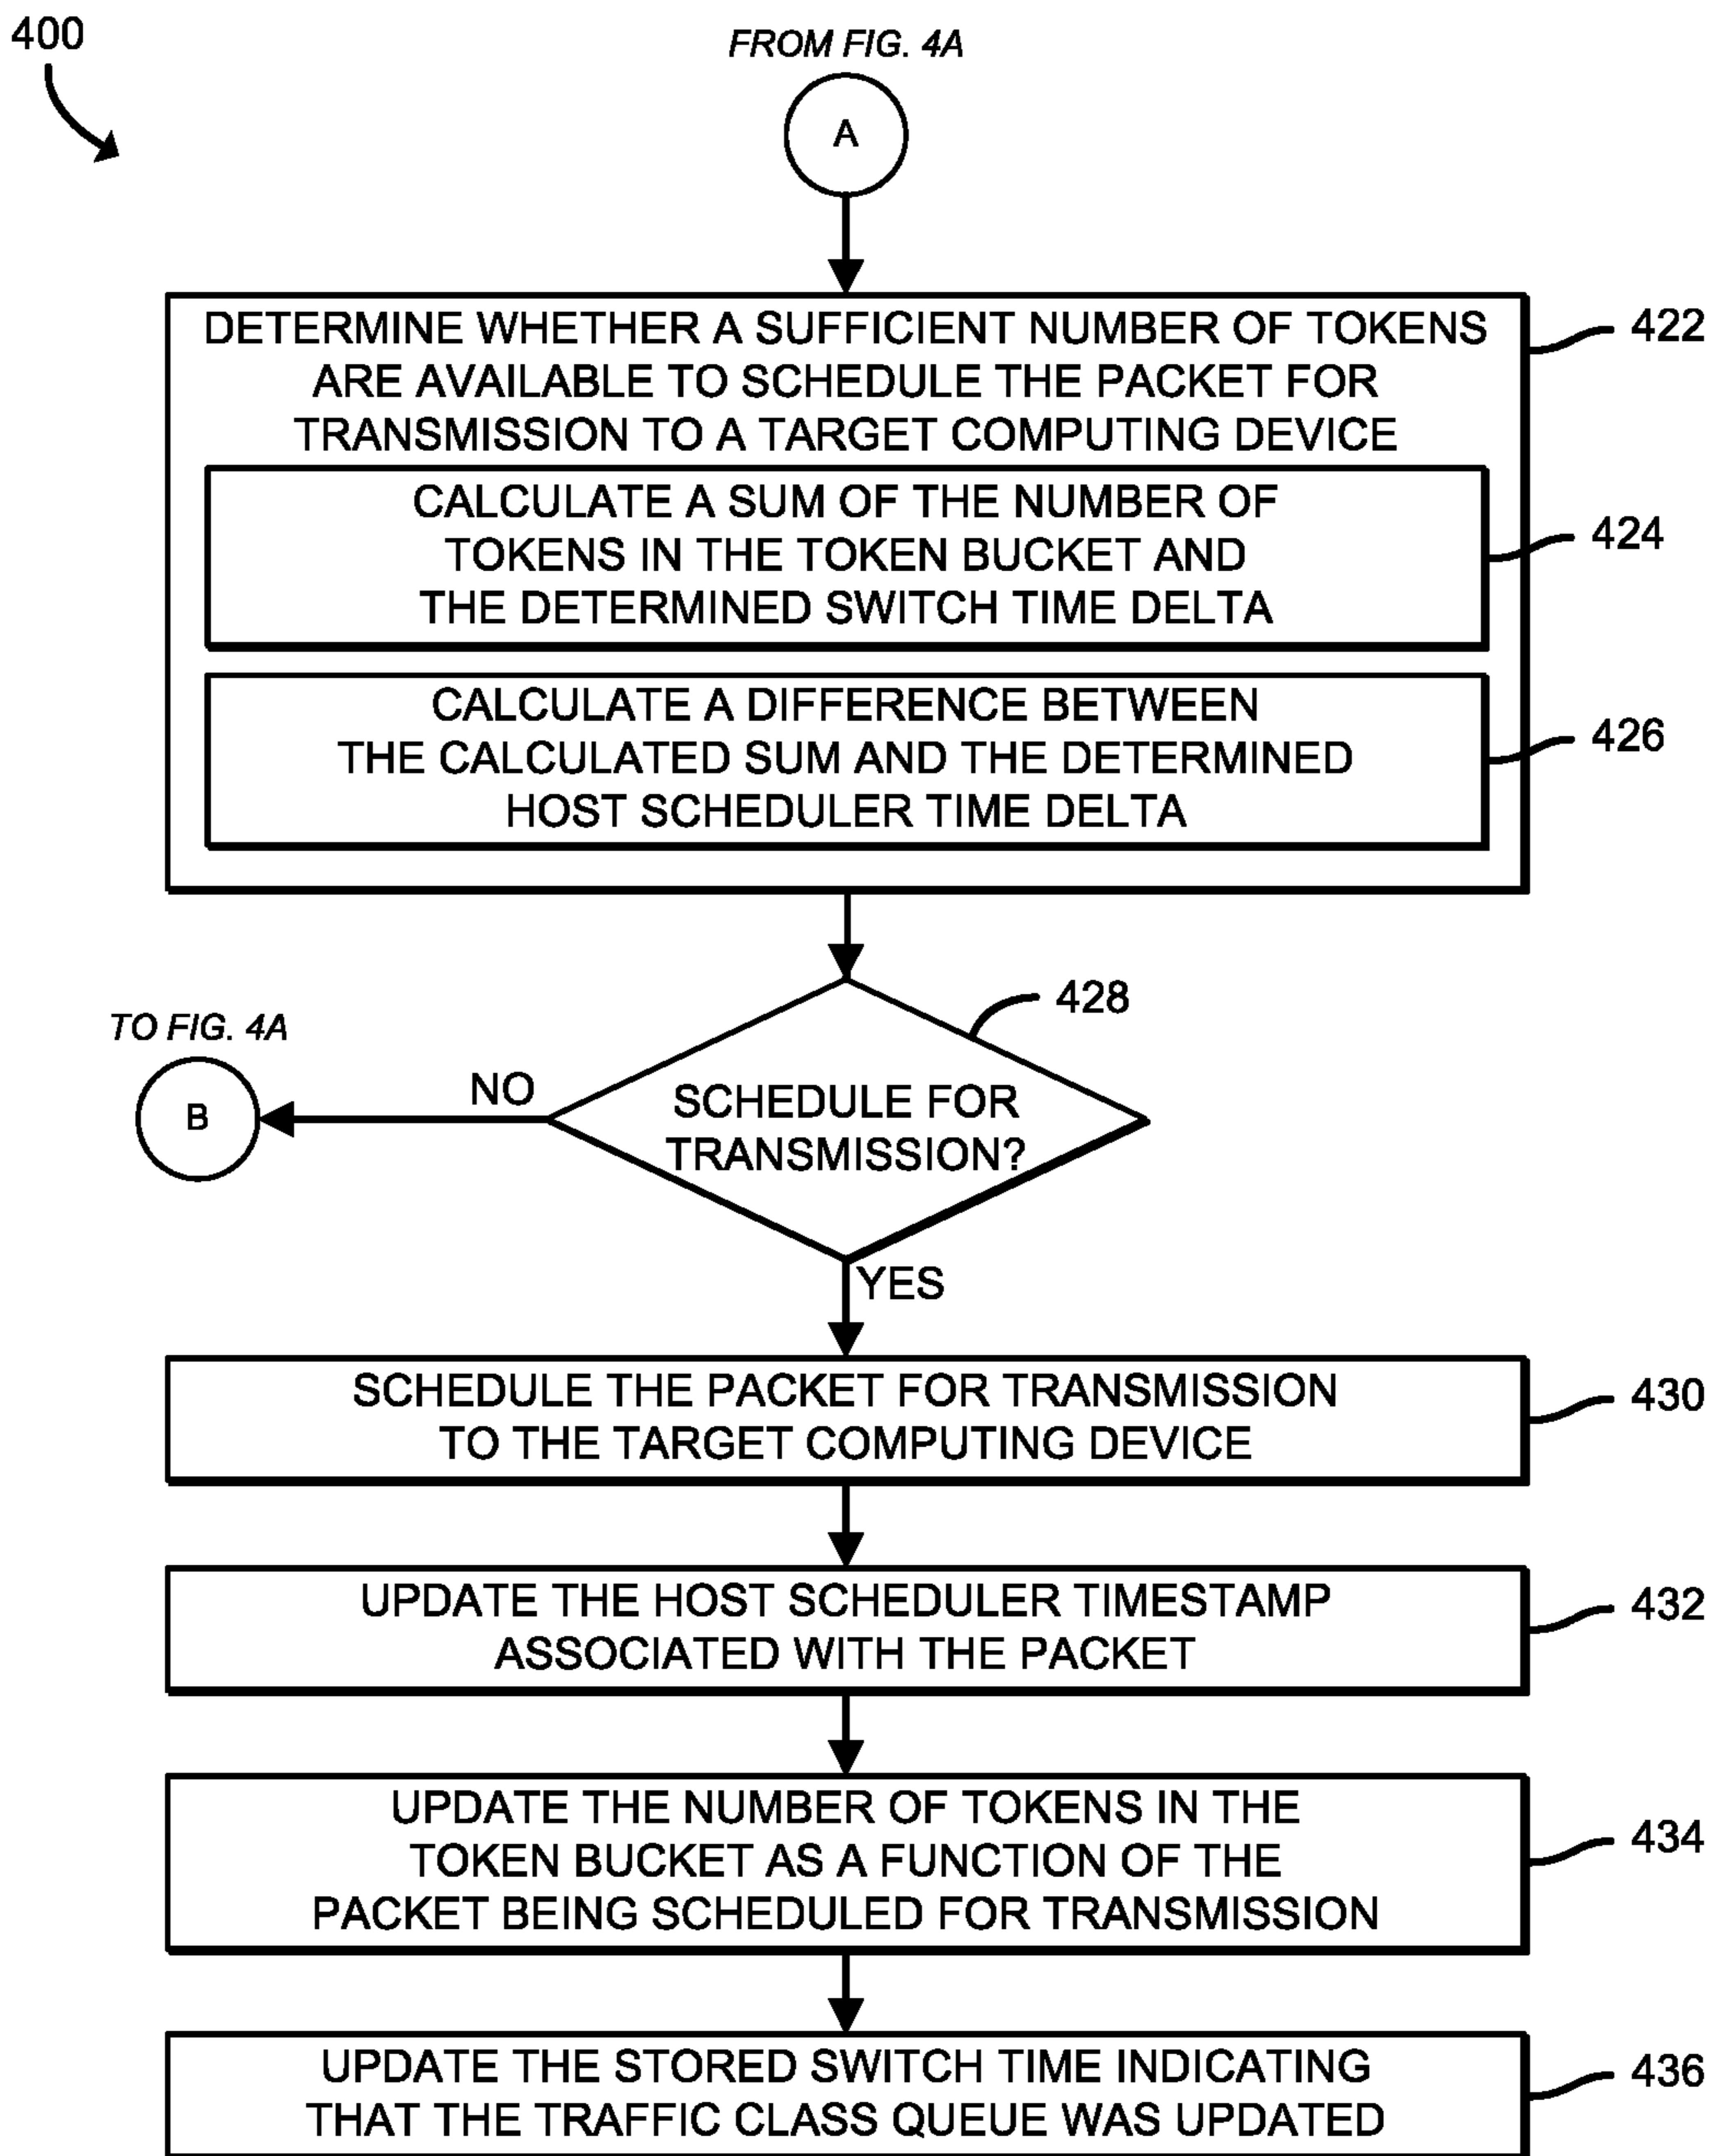 400
FROM FIG. 4A
A
DETERMINE WHETHER A SUFFICIENT NUMBER OF TOKENS
ARE AVAILABLE TO SCHEDULE THE PACKET FOR
TRANSMISSION TO A TARGET COMPUTING DEVICE
422
CALCULATE A SUM OF THE NUMBER OF
TOKENS IN THE TOKEN BUCKET AND
THE DETERMINED SWITCH TIME DELTA
424
CALCULATE A DIFFERENCE BETWEEN
THE CALCULATED SUM AND THE DETERMINED
HOST SCHEDULER TIME DELTA
426
428
TO FIG. 4A
B
NO
SCHEDULE FOR
TRANSMISSION?
YES
SCHEDULE THE PACKET FOR TRANSMISSION
TO THE TARGET COMPUTING DEVICE
430
UPDATE THE HOST SCHEDULER TIMESTAMP
ASSOCIATED WITH THE PACKET
432
UPDATE THE NUMBER OF TOKENS IN THE
TOKEN BUCKET AS A FUNCTION OF THE
PACKET BEING SCHEDULED FOR TRANSMISSION
434
UPDATE THE STORED SWITCH TIME INDICATING
THAT THE TRAFFIC CLASS QUEUE WAS UPDATED
436